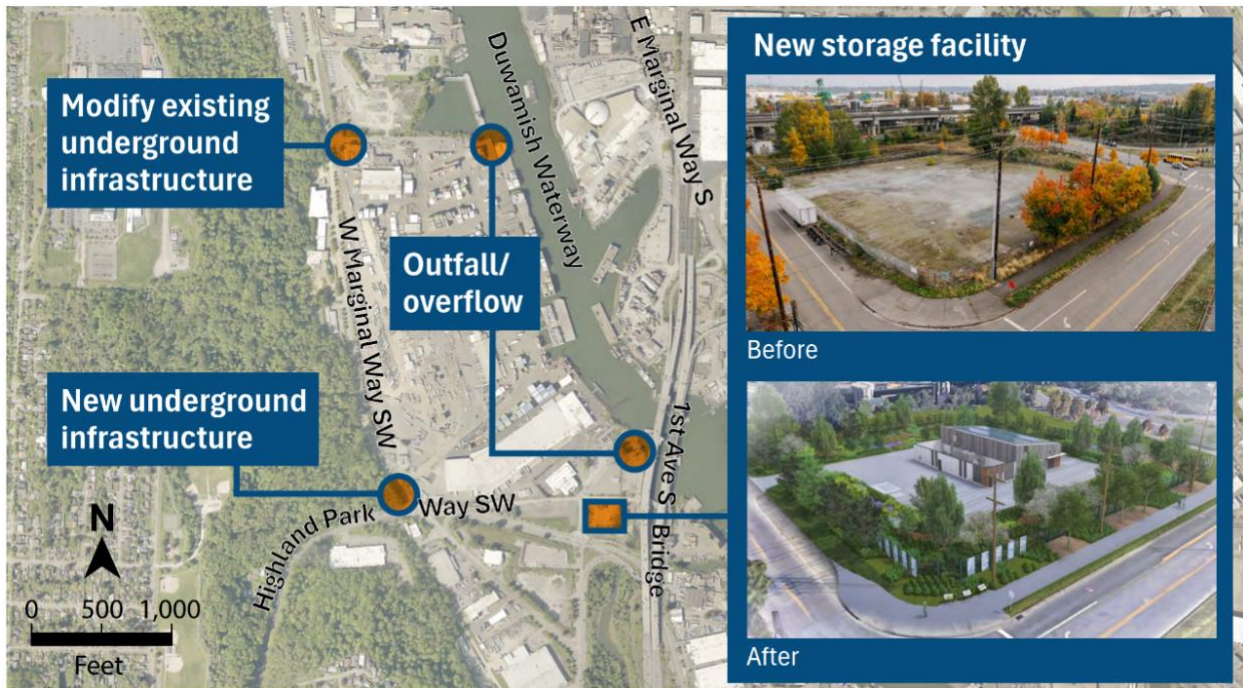 Modify existing
underground
infrastructure
New underground
infrastructure
Outfall/
overflow
W Marginal Way SW
Duwamish Waterway
E Marginal Way S
1st Ave S Bridge
Highland Park Way SW
N
0 500 1,000
Feet
New storage facility
Before
After